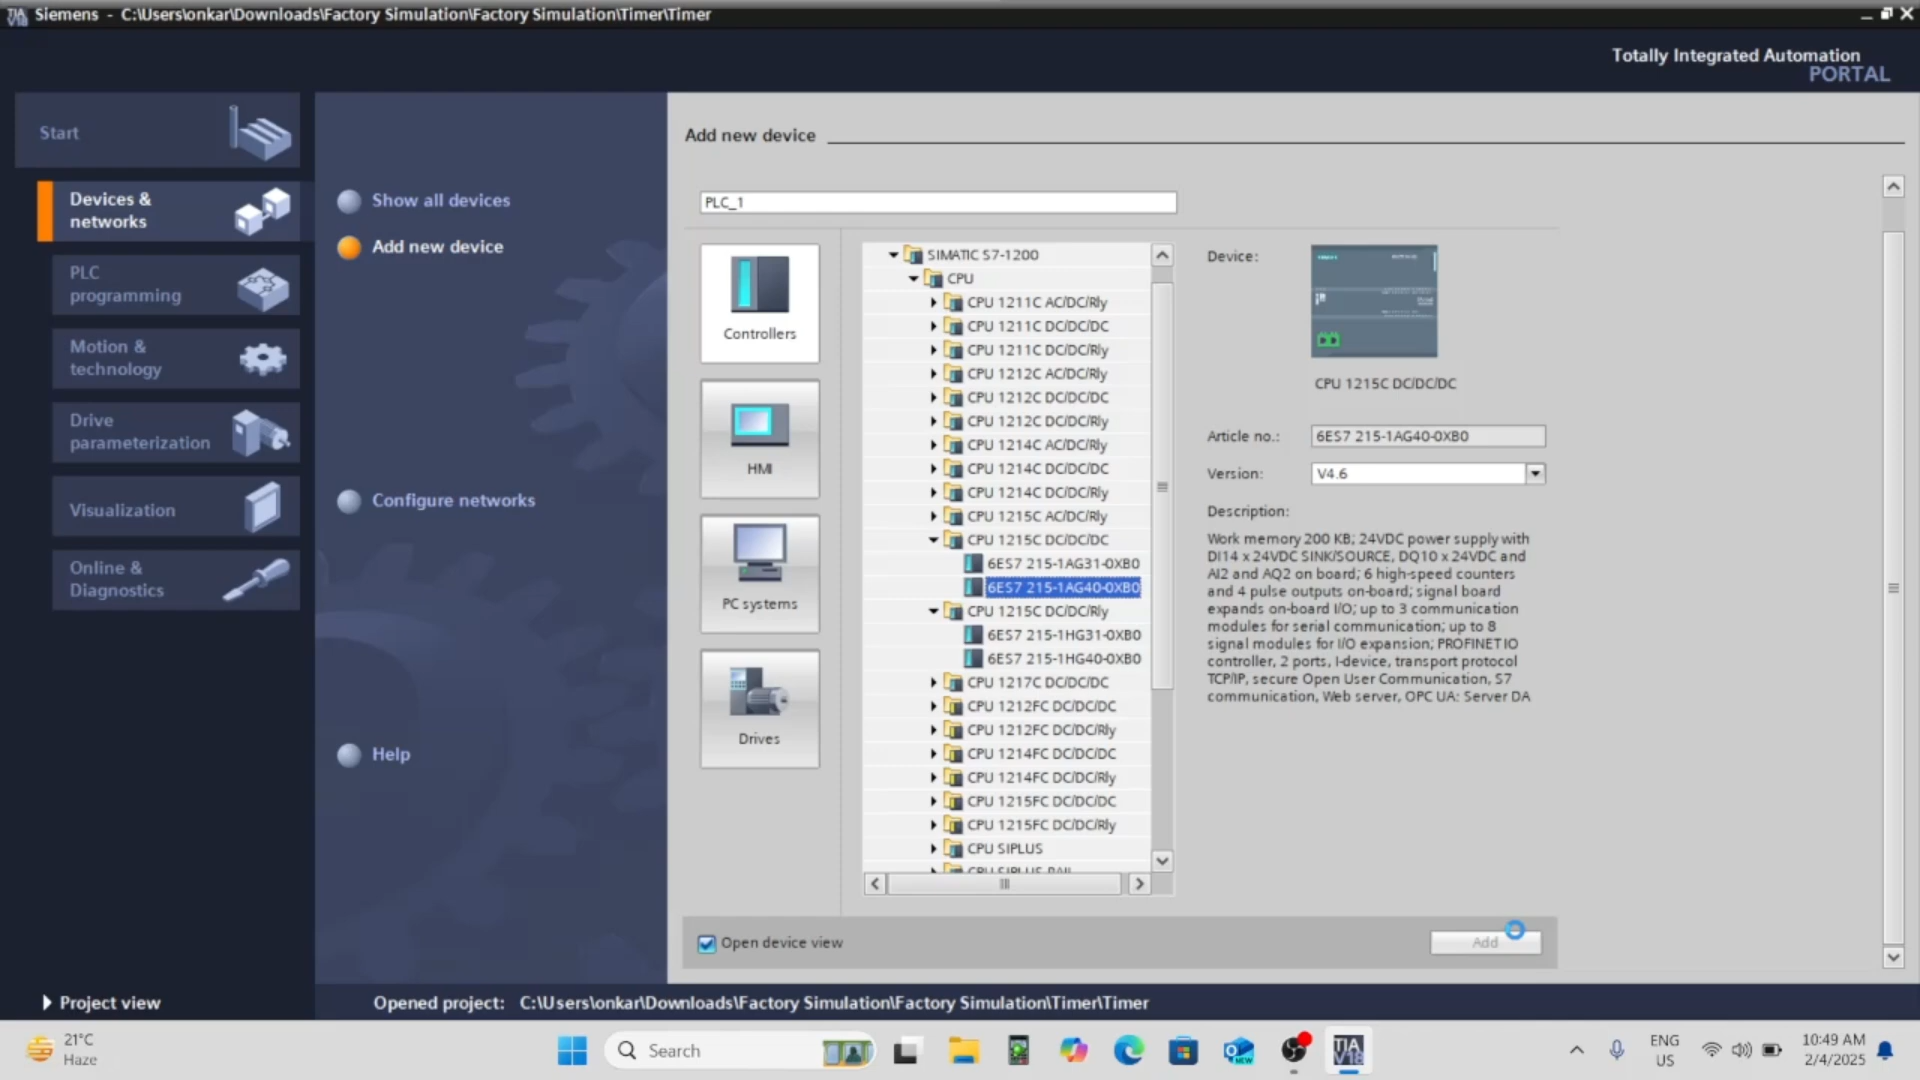 Siemens - C:\Users\onkar\Downloads\Factory Simulation\Factory Simulation\Timer\Timer
Totally Integrated Automation
PORTAL
Start
Devices &
networks
PLC
programming
Motion &
technology
Drive
parameterization
Visualization
Online &
Diagnostics
Project view
Show all devices
Add new device
Configure networks
Help
Add new device
PLC_1
Controllers
HMI
PC systems
Drives
SIMATIC S7-1200
CPU
CPU 1211C AC/DC/Rly
CPU 1211C DC/DC/DC
CPU 1211C DC/DC/Rly
CPU 1212C AC/DC/Rly
CPU 1212C DC/DC/DC
CPU 1212C DC/DC/Rly
CPU 1214C AC/DC/Rly
CPU 1214C DC/DC/DC
CPU 1214C DC/DC/Rly
CPU 1215C AC/DC/Rly
CPU 1215C DC/DC/DC
6ES7 215-1AG31-0XB0
6ES7 215-1AG40-0XB0
CPU 1215C DC/DC/Rly
6ES7 215-1HG31-0XB0
6ES7 215-1HG40-0XB0
CPU 1217C DC/DC/DC
CPU 1212FC DC/DC/DC
CPU 1212FC DC/DC/Rly
CPU 1214FC DC/DC/DC
CPU 1214FC DC/DC/Rly
CPU 1215FC DC/DC/DC
CPU 1215FC DC/DC/Rly
CPU SIPLUS
CPU SIPLUS RAIL
Device:
CPU 1215C DC/DC/DC
Article no.: 6ES7 215-1AG40-0XB0
Version: V4.6
Description:
Work memory 200 KB; 24VDC power supply with
DI14 x 24VDC SINK/SOURCE, DQ10 x 24VDC and
AI2 and AQ2 on board; 6 high-speed counters
and 4 pulse outputs on-board; signal board
expands on-board I/O; up to 3 communication
modules for serial communication; up to 8
signal modules for I/O expansion; PROFINET IO
controller, 2 ports, I-device, transport protocol
TCP/IP, secure Open User Communication, S7
communication, Web server, OPC UA: Server DA
Open device view
Add
Opened project: C:\Users\onkar\Downloads\Factory Simulation\Factory Simulation\Timer\Timer
21°C
Haze
Search
NEW
TIA
V18
ENG
US
10:49 AM
2/4/2025